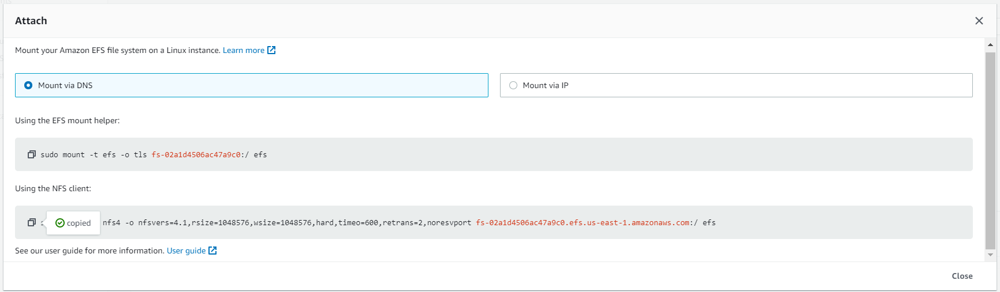 Attach
Mount your Amazon EFS file system on a Linux instance. Learn more
Mount via DNS
Mount via IP
Using the EFS mount helper:
sudo mount -t efs -o tls fs-02a1d4506ac47a9c0:/ efs
Using the NFS client:
copied
nfs4 -o nfsvers=4.1,rsize=1048576,wsize=1048576,hard,timeo=600,retrans=2,noresvport fs-02a1d4506ac47a9c0.efs.us-east-1.amazonaws.com:/ efs
See our user guide for more information. User guide
Close